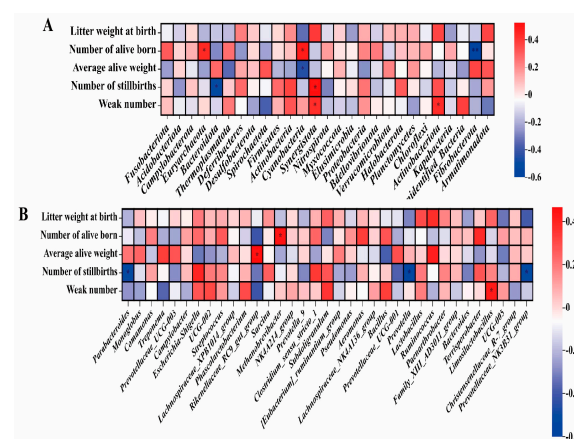 A
Litter weight at birth
Number of alive born
Average alive weight
Number of stillbirths
Weak number
0.4
0.2
0
-0.2
-0.4
-0.6
Fusobacteriota
Acidobacteriota
Campylobacterota
Euryarchaeota
Bacteroidota
Thermoplasmatota
Deferribacteres
Desulfobacterota
Spirochaetota
Firmicutes
Actinobacteria
Cyanobacteria
Synergistota
Nitrospirota
Myxococcota
Elusimicrobia
Proteobacteria
Bdellovibrionota
Verrucomicrobiota
Halobacterota
Planctomycetes
Chloroflexi
Actinobacteriota
Kapabacteria
Fibrobacterota
Armatimonadota
B
Litter weight at birth
Number of alive born
Average alive weight
Number of stillbirths
Weak number
0.4
0.2
0
Parabacteroides
Monoglobus
Comamonas
Treponema
Prevotellaceae_UCG-003
Campylobacter
Escherichia-Shigella
UCG-002
Streptococcus
Lachnospiraceae_XPB1014_group
Phascolarctobacterium
Rikenellaceae_RC9_gut_group
Sarcina
Methanobrevibacter
NK4A214_group
Prevotella_9
Clostridium_sensu_stricto_1
Subdoligranulum
[Eubacterium]_ruminantium_group
Pseudomonas
Aeromonas
Lachnospiraceae_NK4A136_group
Bacillus
Prevotellaceae_UCG-001
Prevotella
Lactobacillus
Ruminococcus
Family_XIII_AD3011_group
Bacteroides
Terrisporobacter
Limosilactobacillus
UCG-005
Christensenellaceae_R-7_group
Prevotellaceae_NK3B31_group